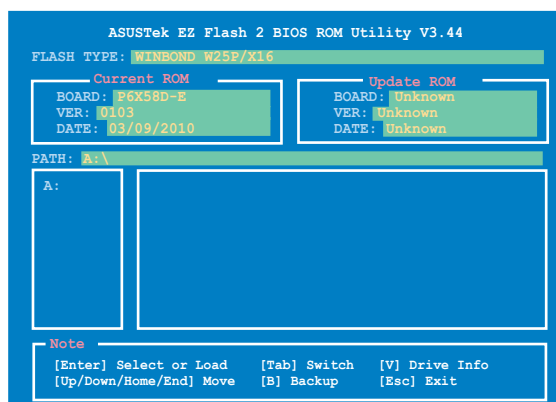 ASUSTek EZ Flash 2 BIOS ROM Utility V3.44
FLASH TYPE: WINBOND W25P/X16
Current ROM
BOARD: P6X58D-E
VER: 0103
DATE: 03/09/2010
Update ROM
BOARD: Unknown
VER: Unknown
DATE: Unknown
PATH: A:\
A:
Note
[Enter] Select or Load [Tab] Switch [V] Drive Info
[Up/Down/Home/End] Move [B] Backup [Esc] Exit